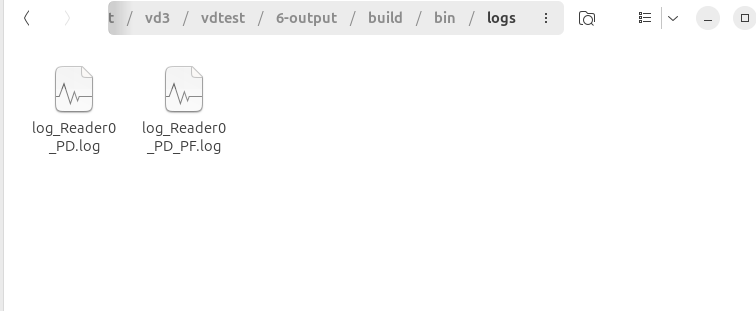 t / vd3 / vdtest / 6-output / build / bin / logs
log_Reader0
_PD.log
log_Reader0
_PD_PF.log